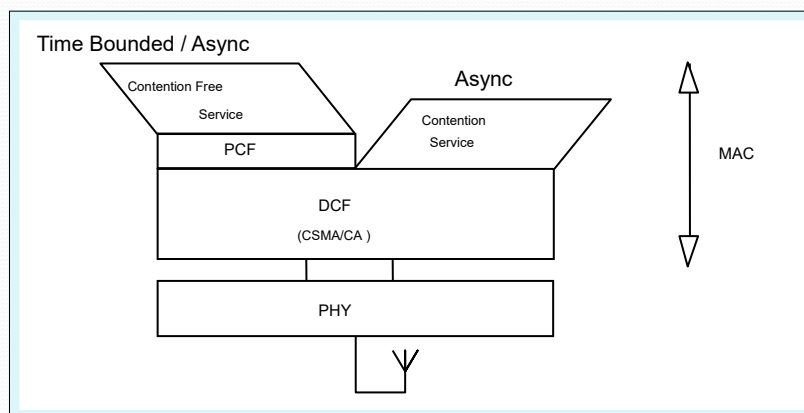 Time Bounded / Async
Contention Free
Service
Async
Contention
Service
PCF
MAC
DCF
(CSMA/CA )
PHY